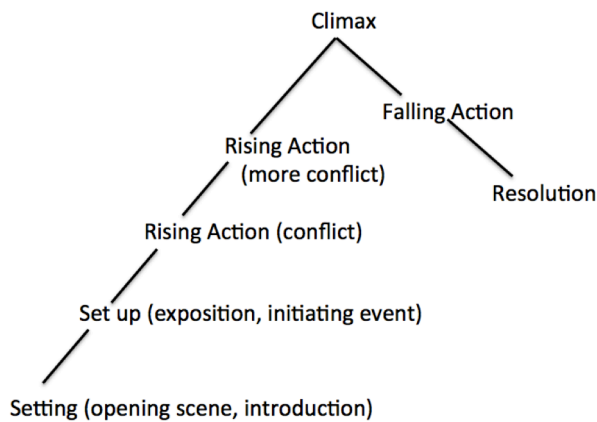 Climax
Falling Action
Rising Action
(more conflict)
Resolution
Rising Action (conflict)
Set up (exposition, initiating event)
Setting (opening scene, introduction)